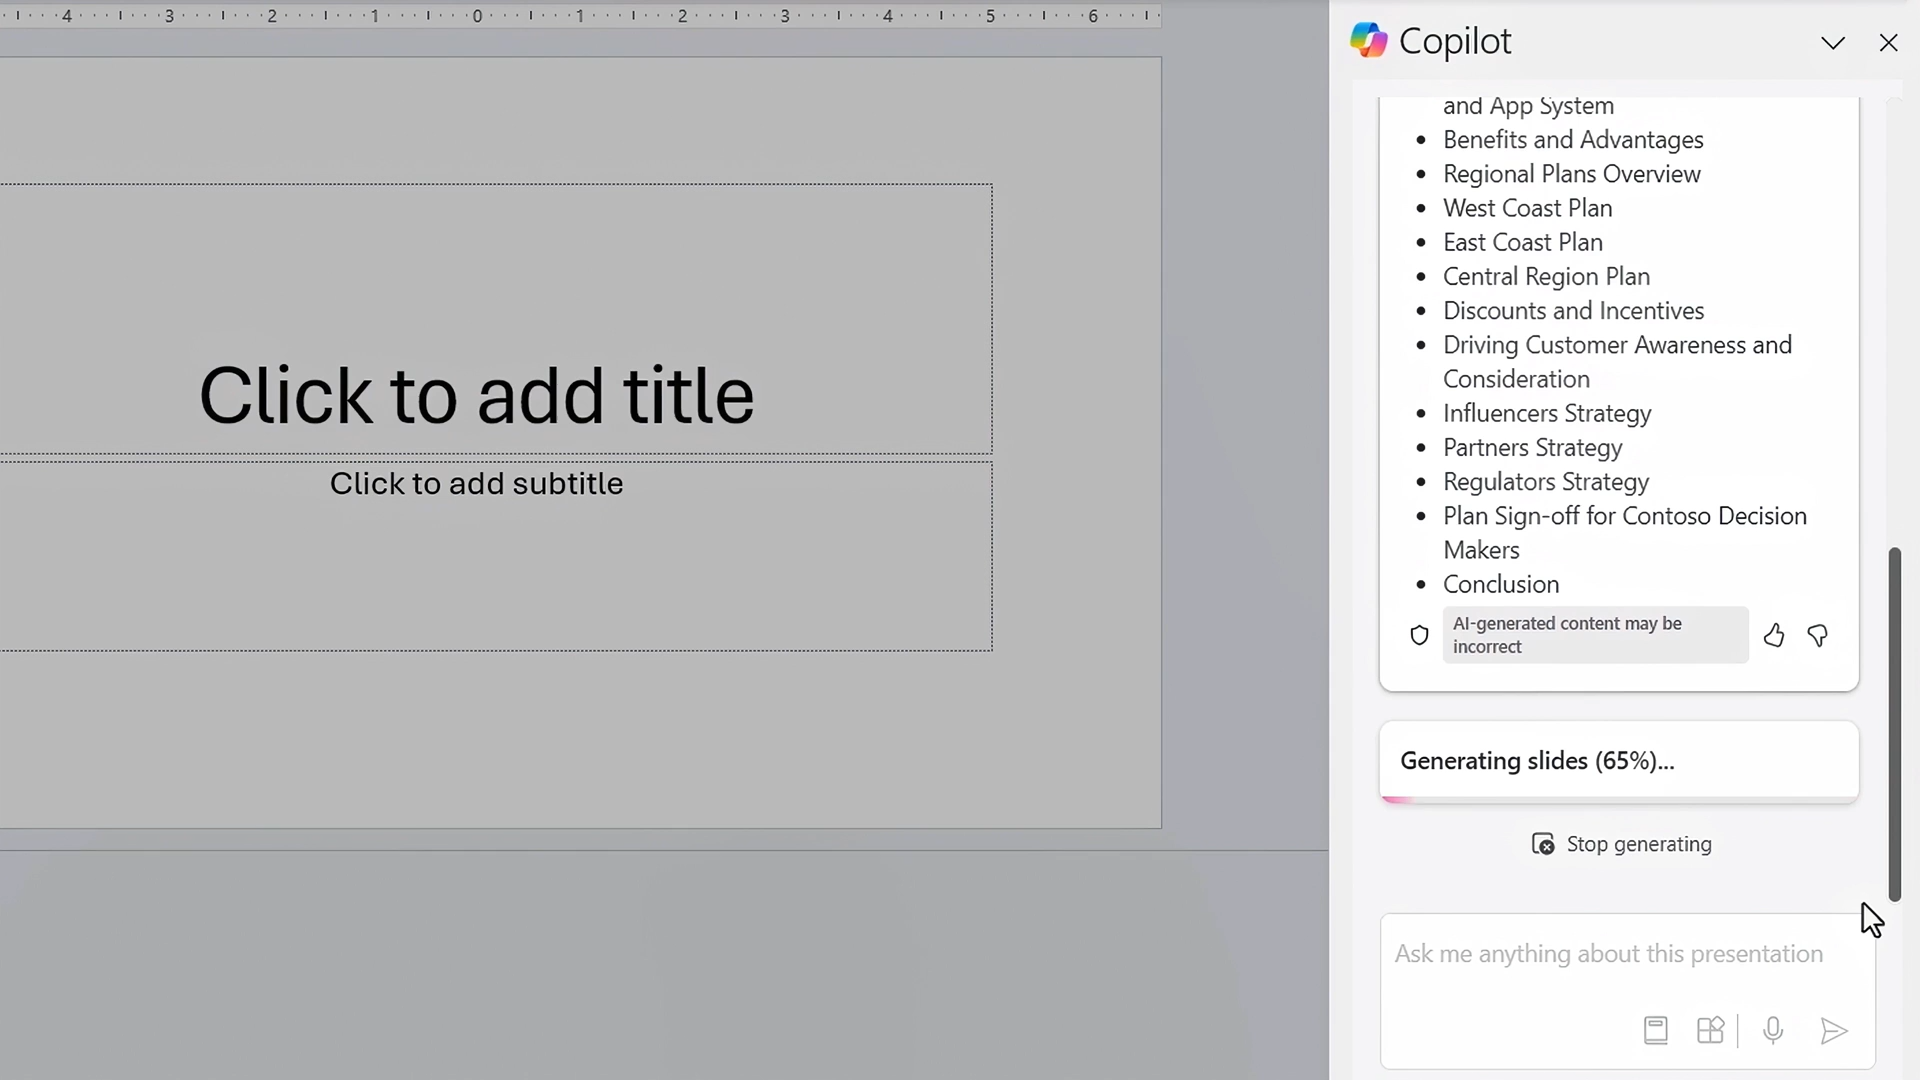 4 3 2 1 0 1 2 3 4 5 6
Click to add title
Click to add subtitle
Copilot
and App System
• Benefits and Advantages
• Regional Plans Overview
• West Coast Plan
• East Coast Plan
• Central Region Plan
• Discounts and Incentives
• Driving Customer Awareness and
Consideration
• Influencers Strategy
• Partners Strategy
• Regulators Strategy
• Plan Sign-off for Contoso Decision
Makers
• Conclusion
AI-generated content may be
incorrect
Generating slides (65%)...
Stop generating
Ask me anything about this presentation